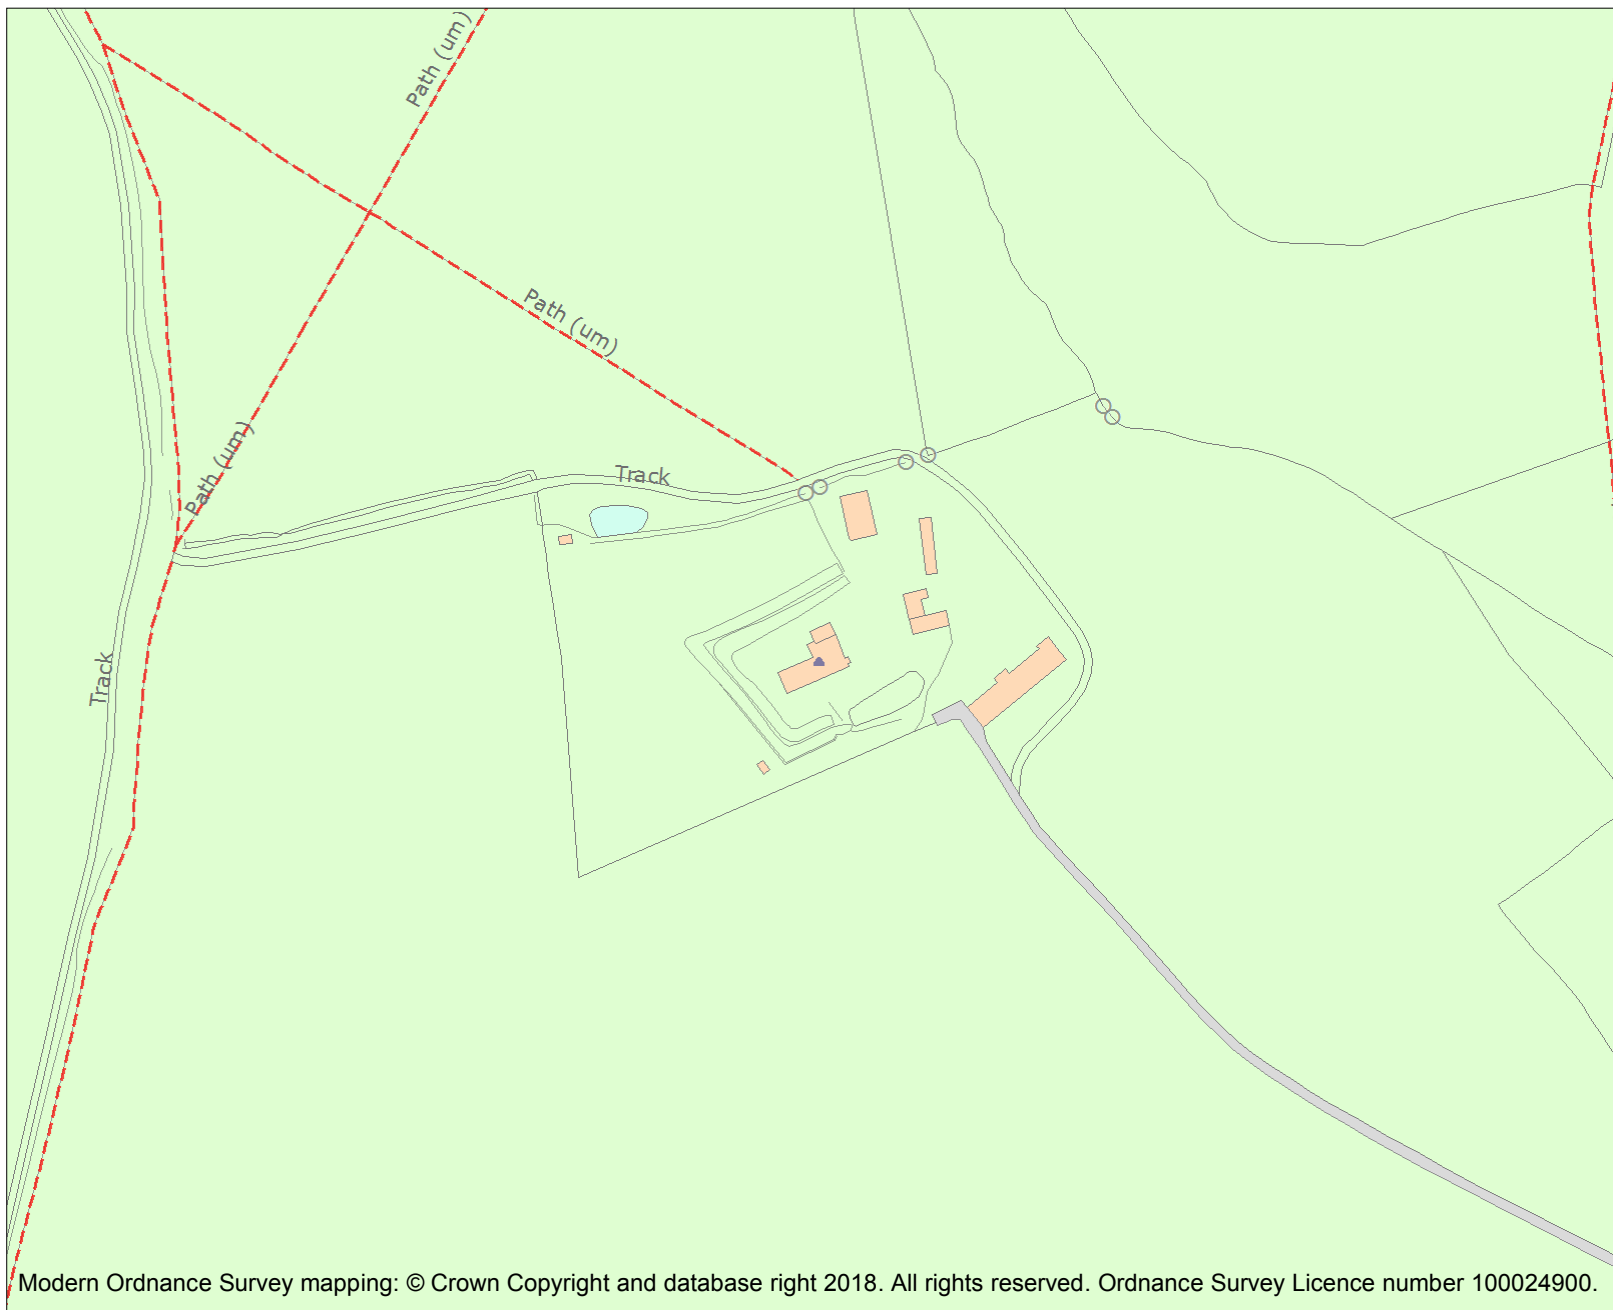 Path (um)
Path (um)
Path (um)
Track
Track
Modern Ordnance Survey mapping: © Crown Copyright and database right 2018. All rights reserved. Ordnance Survey Licence number 100024900.